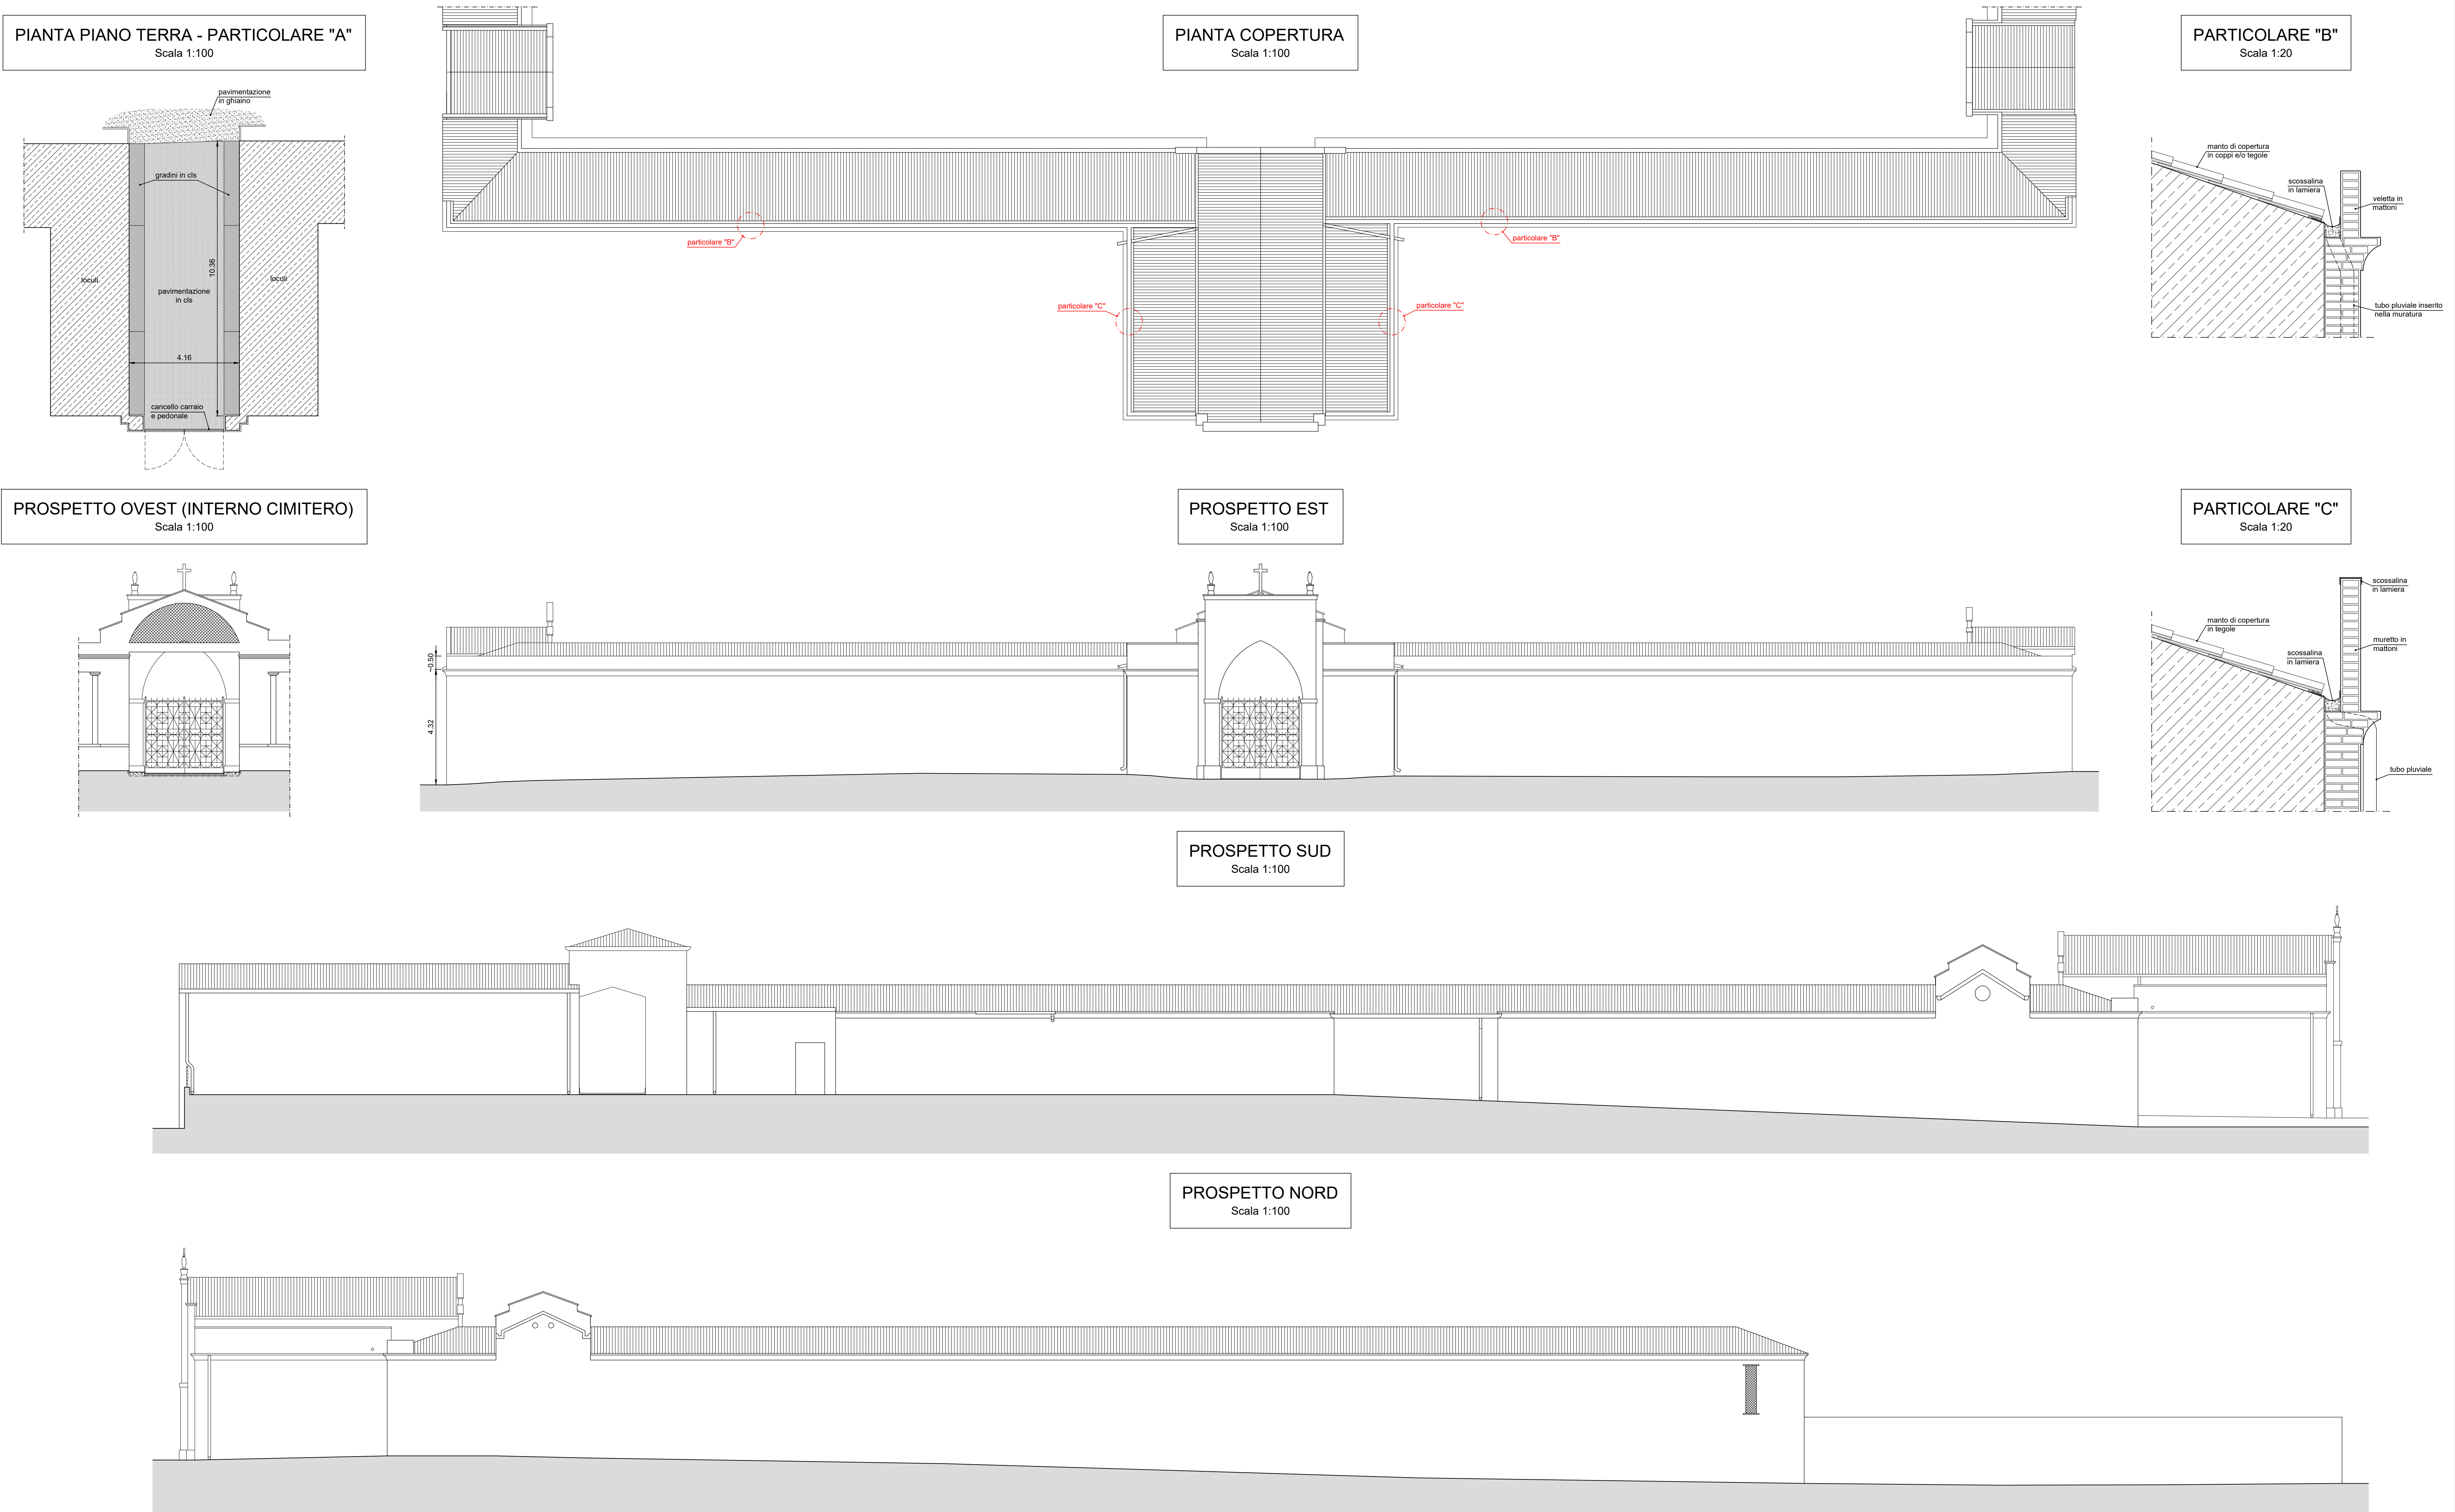 PIANTA PIANO TERRA - PARTICOLARE "A"
Scala 1:100
pavimentazione
in ghiaino
gradini in cls
loculi
10.36
loculi
pavimentazione
in cls
4.16
cancello carraio
e pedonale
PIANTA COPERTURA
Scala 1:100
particolare "B"
particolare "B"
particolare "C"
particolare "C"
PARTICOLARE "B"
Scala 1:20
manto di copertura
in coppi e/o tegole
scossalina
in lamiera
veletta in
mattoni
tubo pluviale inserito
nella muratura
PROSPETTO OVEST (INTERNO CIMITERO)
Scala 1:100
PROSPETTO EST
Scala 1:100
~0.50
4.32
PARTICOLARE "C"
Scala 1:20
scossalina
in lamiera
manto di copertura
in tegole
muretto in
mattoni
scossalina
in lamiera
tubo pluviale
PROSPETTO SUD
Scala 1:100
PROSPETTO NORD
Scala 1:100